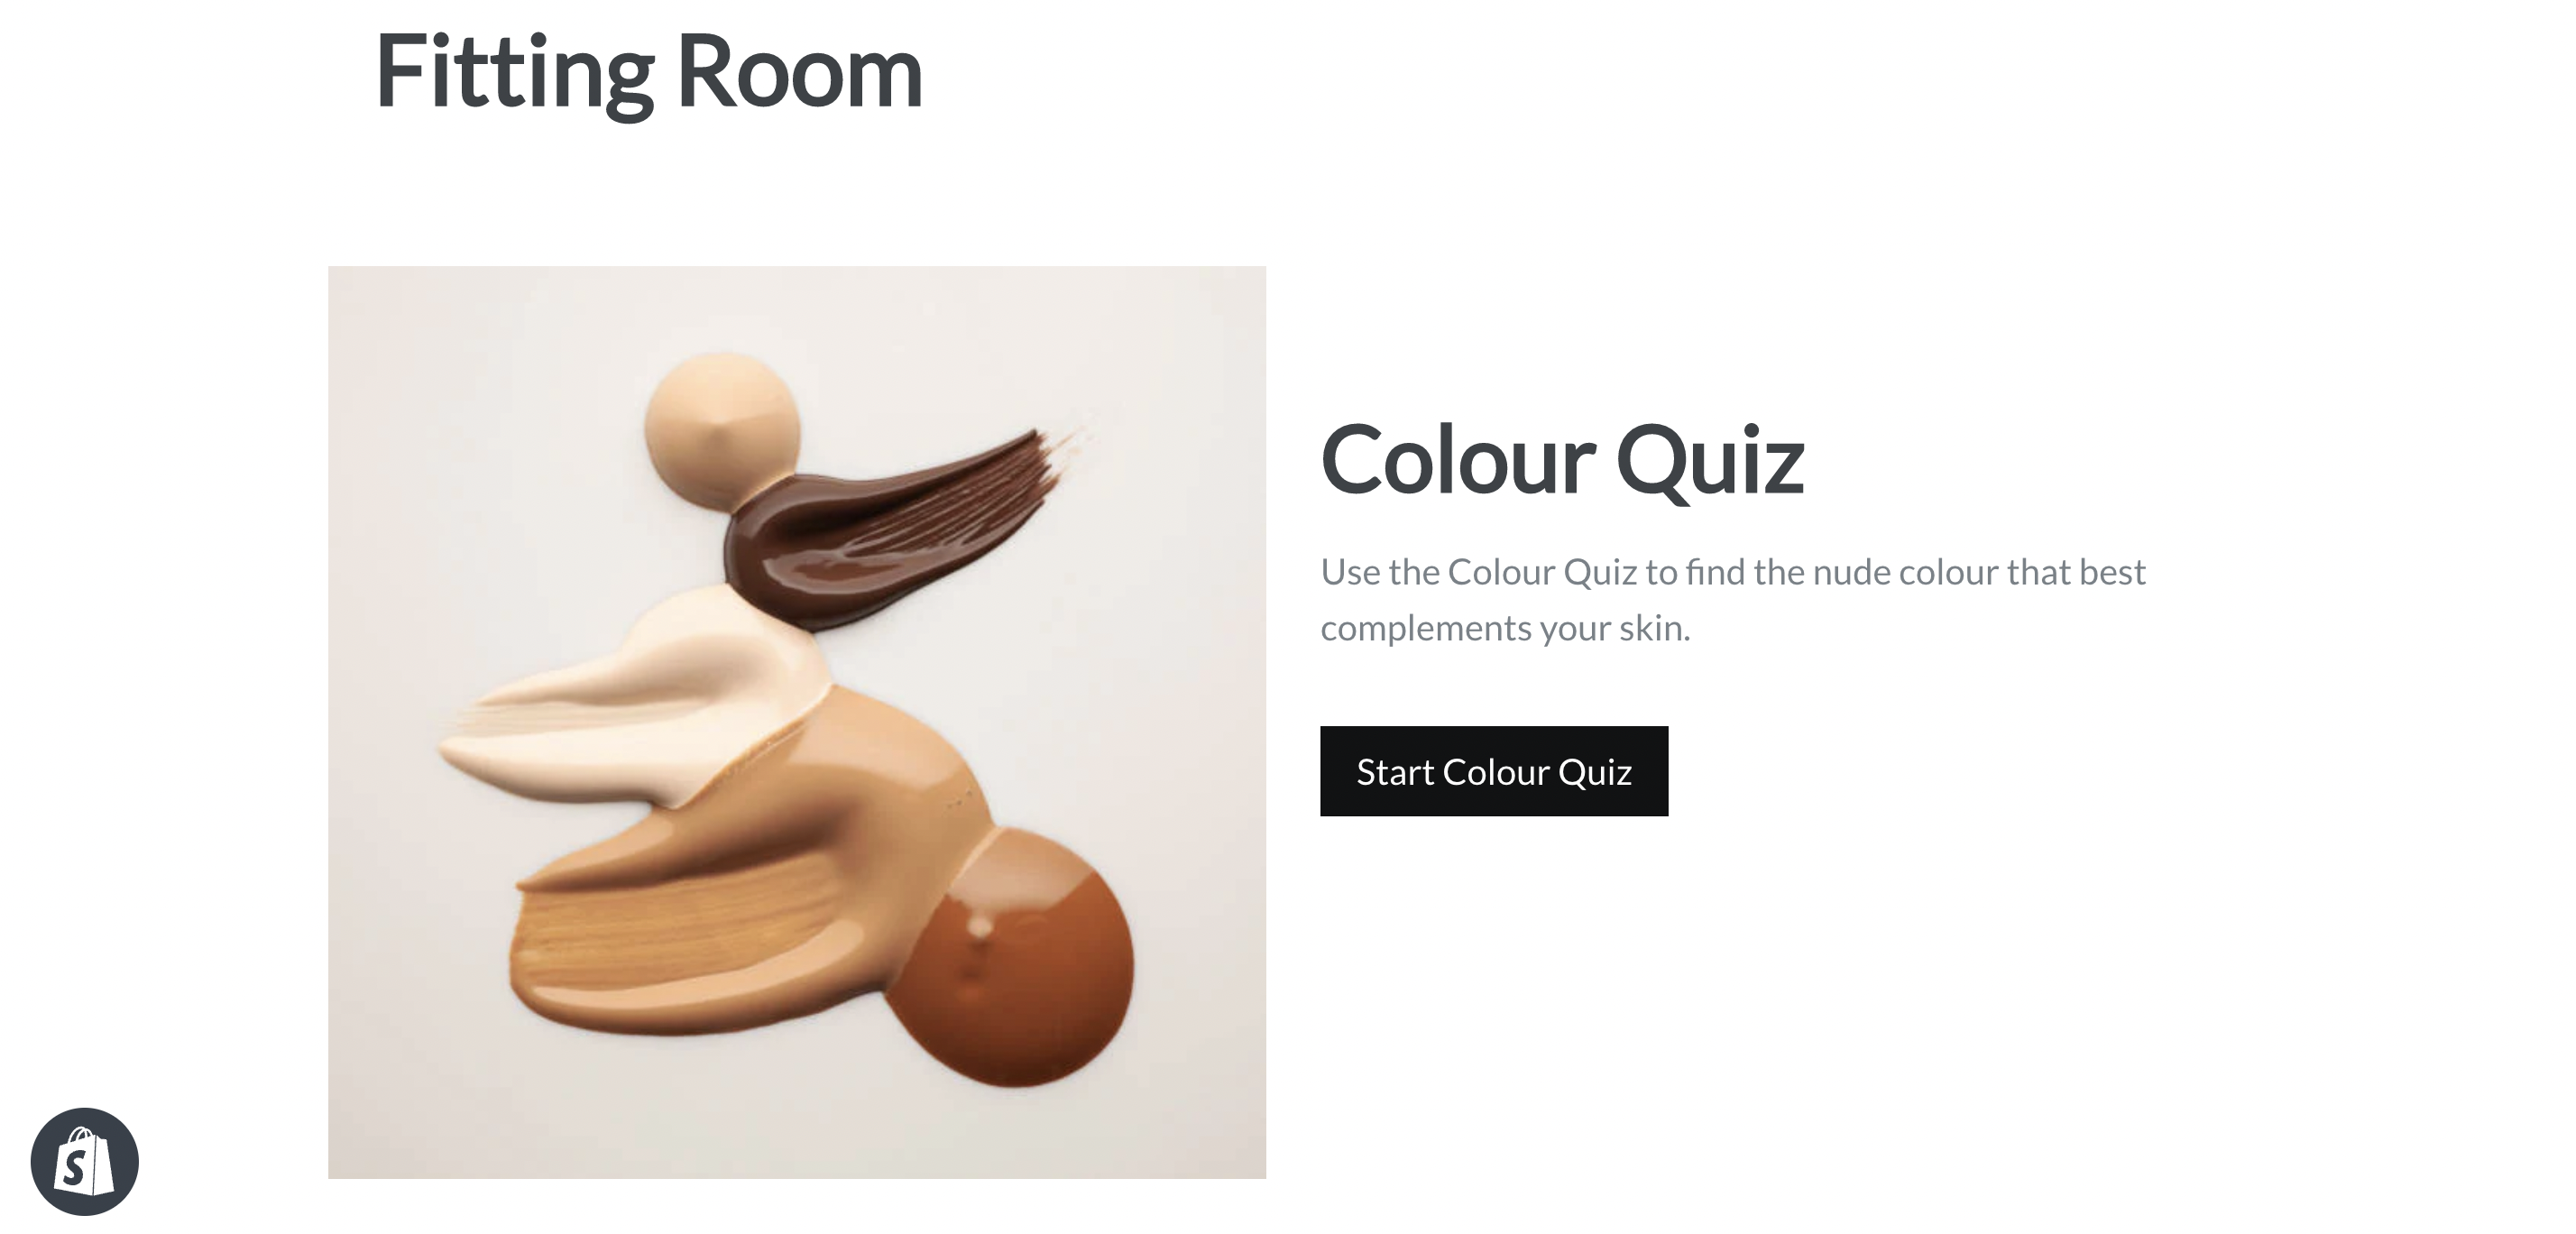 Fitting Room
Colour Quiz
Use the Colour Quiz to find the nude colour that best
complements your skin.
Start Colour Quiz
S